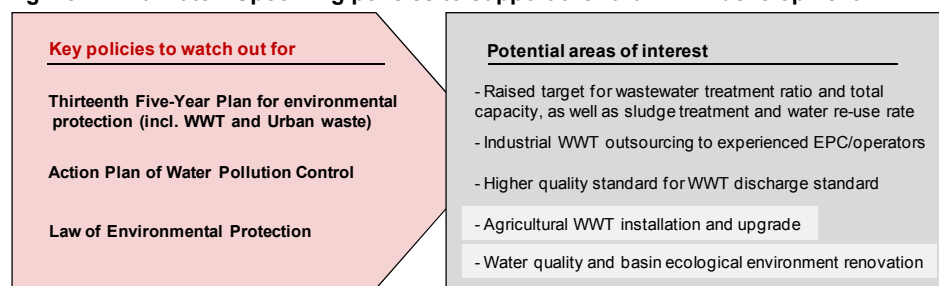 Key policies to watch out for
Thirteenth Five-Year Plan for environmental
protection (incl. WWT and Urban waste)
Action Plan of Water Pollution Control
Law of Environmental Protection
Potential areas of interest
- Raised target for wastewater treatment ratio and total
capacity, as well as sludge treatment and water re-use rate
- Industrial WWT outsourcing to experienced EPC/operators
- Higher quality standard for WWT discharge standard
- Agricultural WWT installation and upgrade
- Water quality and basin ecological environment renovation